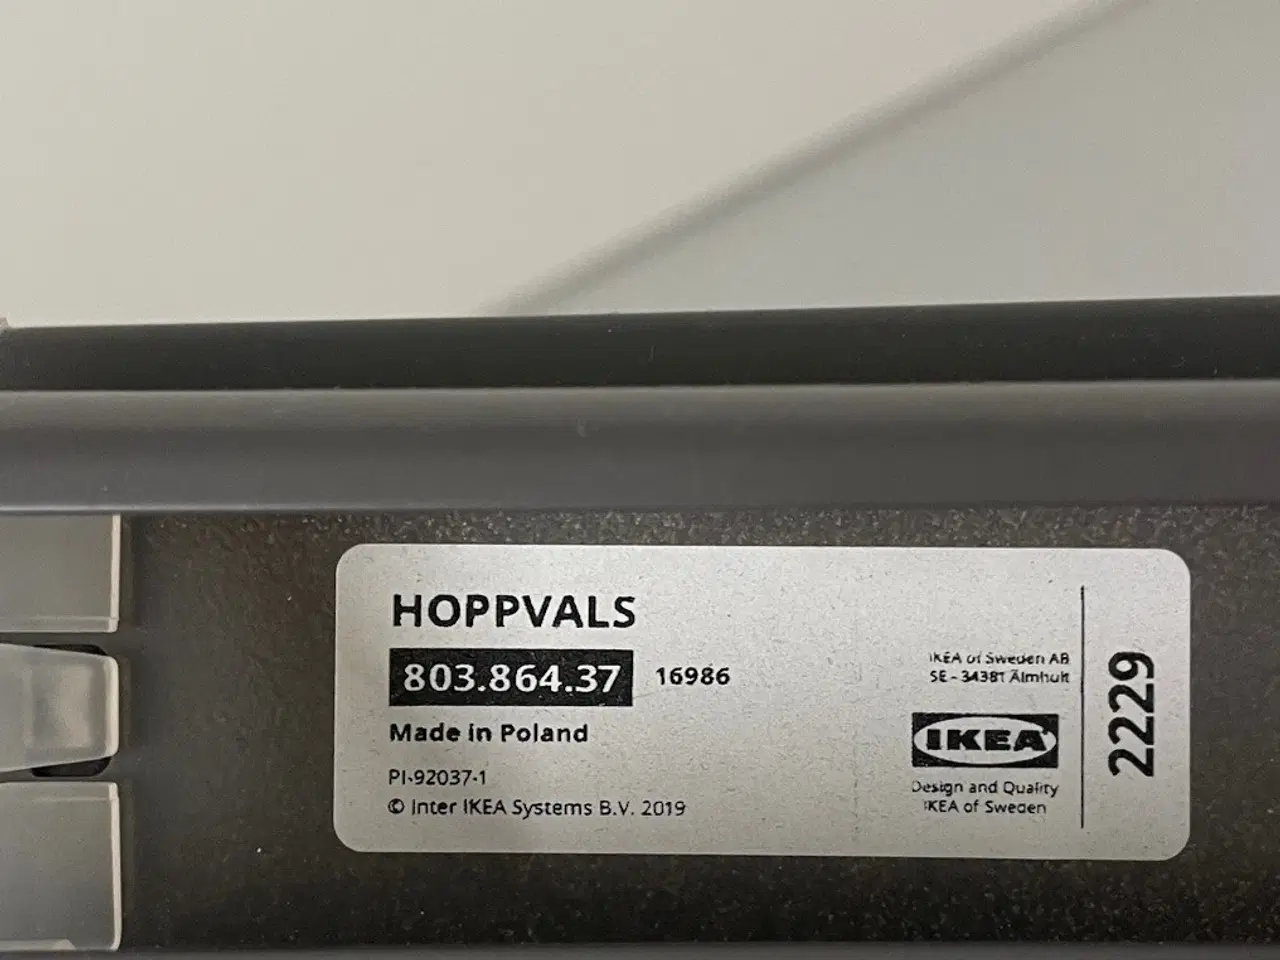 HOPPVALS
803.864.37 16986
Made in Poland
PI-92037-1
© Inter IKEA Systems B.V. 2019
IKEA of Sweden AB
SE - 34381 Älmhult
IKEA
Design and Quality
IKEA of Sweden
2229